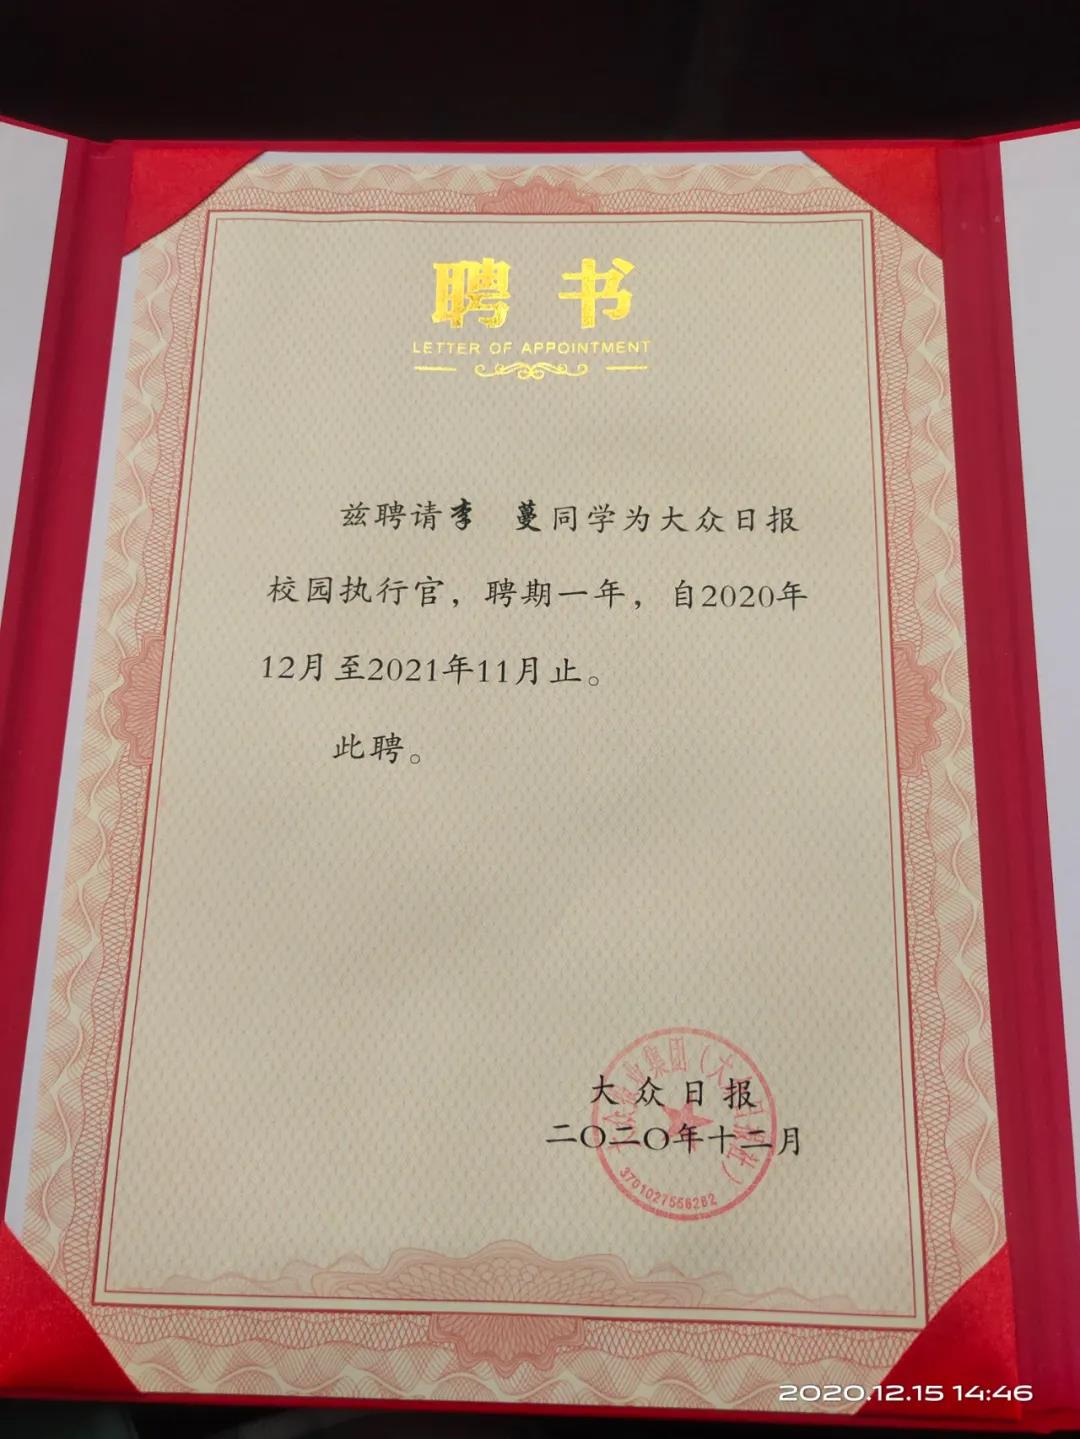 聘 书
LETTER OF APPOINTMENT
兹聘请李 蔓同学为大众日报
校园执行官，聘期一年，自2020年
12月至2021年11月止。
此聘。
大众日报
二〇二〇年十二月
3701027556282
2020.12.15 14:46